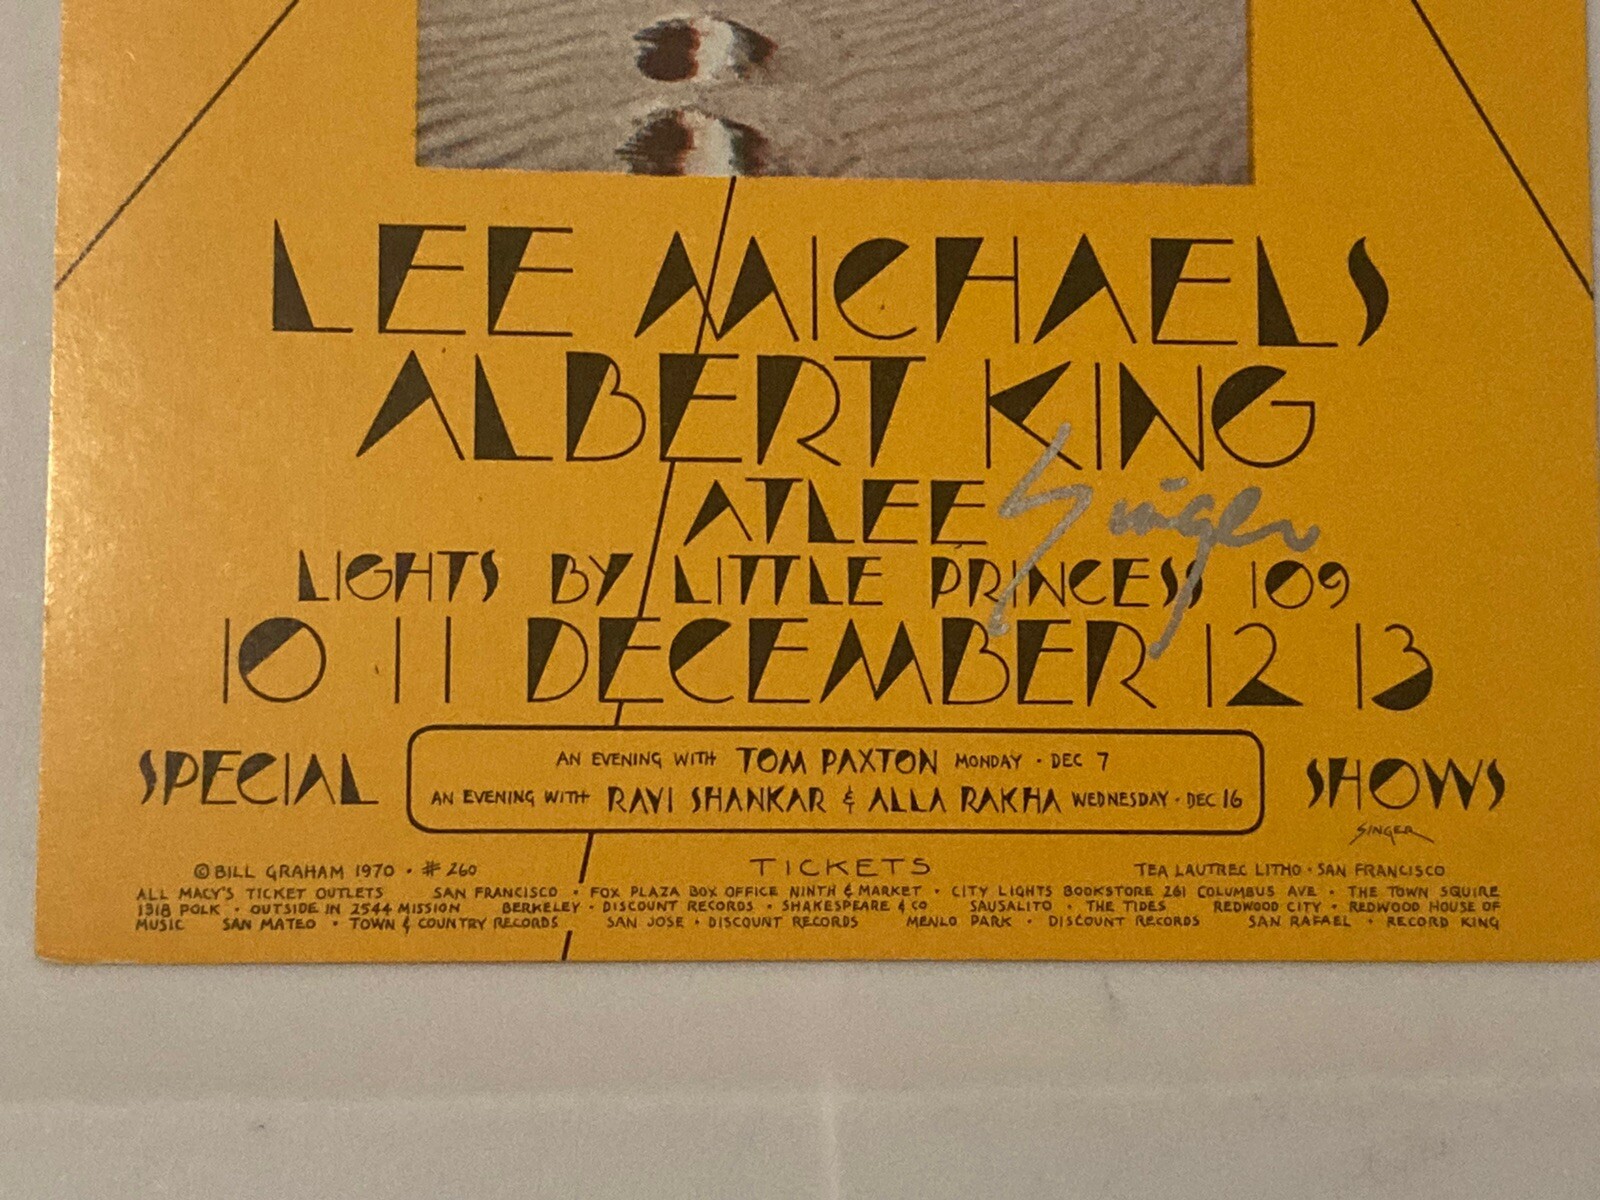 LEE MICHAELS
ALBERT KING
ATLEE
Singer
LIGHTS BY LITTLE PRINCESS 109
10 11 DECEMBER 12 13
SPECIAL
AN EVENING WITH TOM PAXTON MONDAY · DEC 7
AN EVENING WITH RAVI SHANKAR & ALLA RAKHA WEDNESDAY · DEC 16
SHOWS
SINGER
©BILL GRAHAM 1970 · # 260
TICKETS
TEA LAUTREC LITHO · SAN FRANCISCO
ALL MACY'S TICKET OUTLETS SAN FRANCISCO · FOX PLAZA BOX OFFICE NINTH & MARKET · CITY LIGHTS BOOKSTORE 261 COLUMBUS AVE · THE TOWN SQUIRE
1318 POLK · OUTSIDE IN 2544 MISSION BERKELEY · DISCOUNT RECORDS · SHAKESPEARE & CO SAUSALITO · THE TIDES REDWOOD CITY · REDWOOD HOUSE OF
MUSIC SAN MATEO · TOWN & COUNTRY RECORDS SAN JOSE · DISCOUNT RECORDS MENLO PARK · DISCOUNT RECORDS SAN RAFAEL · RECORD KING